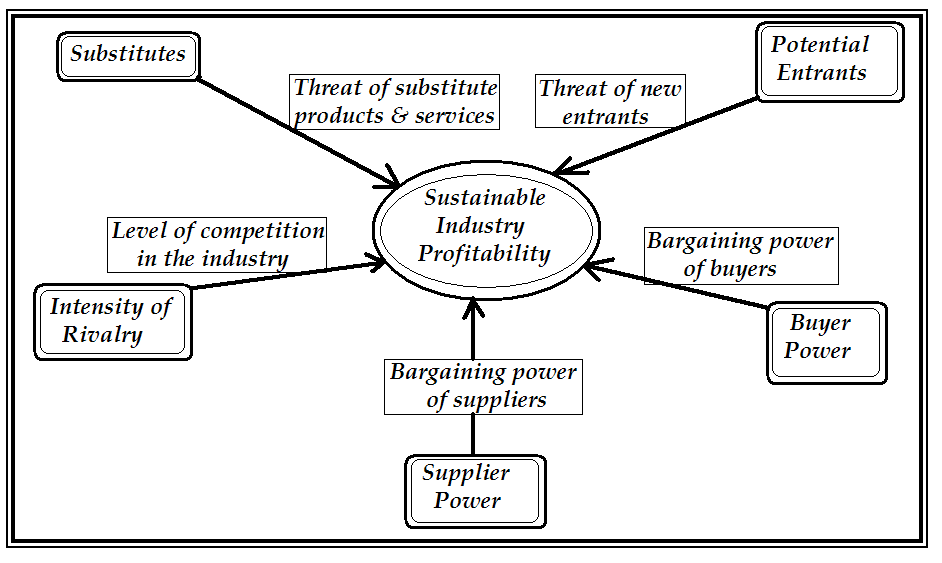 Substitutes
Potential
Entrants
Threat of substitute
products & services
Threat of new
entrants
Sustainable
Industry
Profitability
Level of competition
in the industry
Bargaining power
of buyers
Intensity of
Rivalry
Buyer
Power
Bargaining power
of suppliers
Supplier
Power